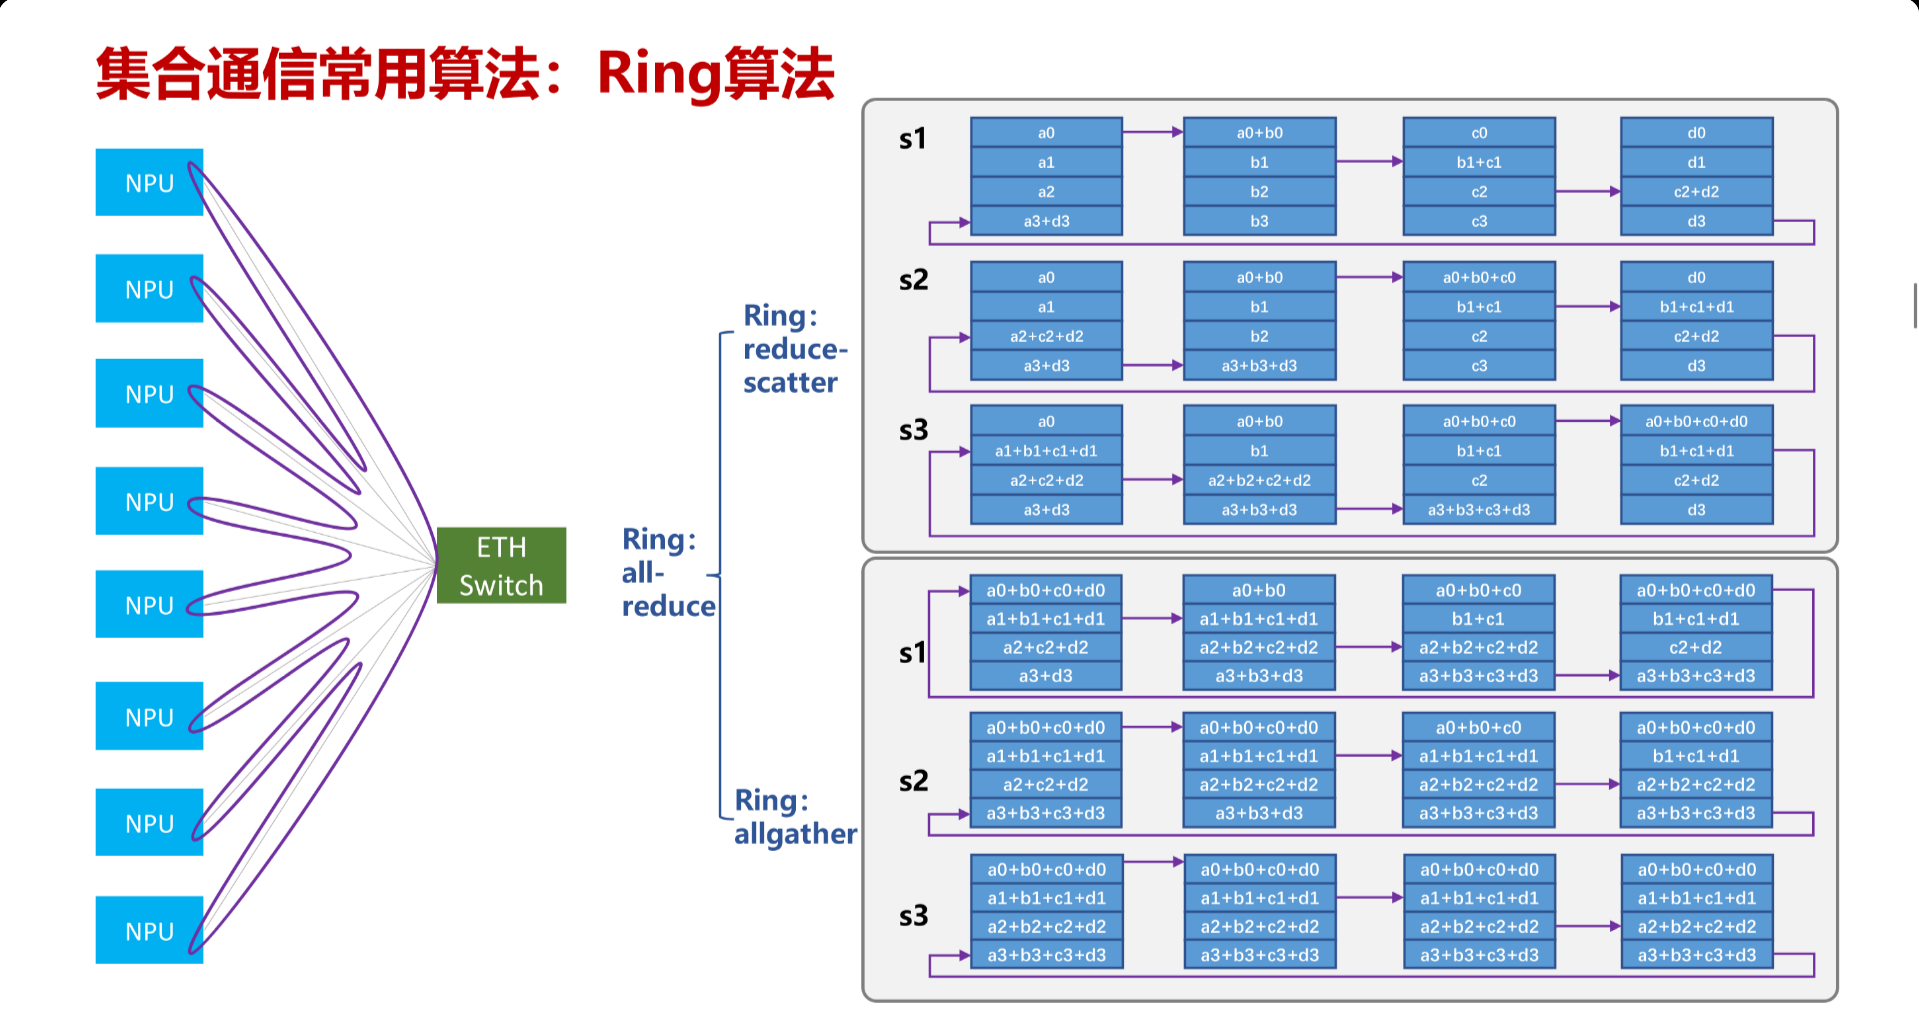 集合通信常用算法：Ring算法
NPU
NPU
NPU
NPU
NPU
NPU
NPU
NPU
ETH
Switch
Ring：
all-
reduce
Ring：
reduce-
scatter
Ring：
allgather
s1
a0
a1
a2
a3+d3
a0+b0
b1
b2
b3
c0
b1+c1
c2
c3
d0
d1
c2+d2
d3
s2
a0
a1
a2+c2+d2
a3+d3
a0+b0
b1
b2
a3+b3+d3
a0+b0+c0
b1+c1
c2
c3
d0
b1+c1+d1
c2+d2
d3
s3
a0
a1+b1+c1+d1
a2+c2+d2
a3+d3
a0+b0
b1
a2+b2+c2+d2
a3+b3+d3
a0+b0+c0
b1+c1
c2
a3+b3+c3+d3
a0+b0+c0+d0
b1+c1+d1
c2+d2
d3
s1
a0+b0+c0+d0
a1+b1+c1+d1
a2+c2+d2
a3+d3
a0+b0
a1+b1+c1+d1
a2+b2+c2+d2
a3+b3+d3
a0+b0+c0
b1+c1
a2+b2+c2+d2
a3+b3+c3+d3
a0+b0+c0+d0
b1+c1+d1
c2+d2
a3+b3+c3+d3
s2
a0+b0+c0+d0
a1+b1+c1+d1
a2+c2+d2
a3+b3+c3+d3
a0+b0+c0+d0
a1+b1+c1+d1
a2+b2+c2+d2
a3+b3+d3
a0+b0+c0
a1+b1+c1+d1
a2+b2+c2+d2
a3+b3+c3+d3
a0+b0+c0+d0
b1+c1+d1
a2+b2+c2+d2
a3+b3+c3+d3
s3
a0+b0+c0+d0
a1+b1+c1+d1
a2+b2+c2+d2
a3+b3+c3+d3
a0+b0+c0+d0
a1+b1+c1+d1
a2+b2+c2+d2
a3+b3+c3+d3
a0+b0+c0+d0
a1+b1+c1+d1
a2+b2+c2+d2
a3+b3+c3+d3
a0+b0+c0+d0
a1+b1+c1+d1
a2+b2+c2+d2
a3+b3+c3+d3